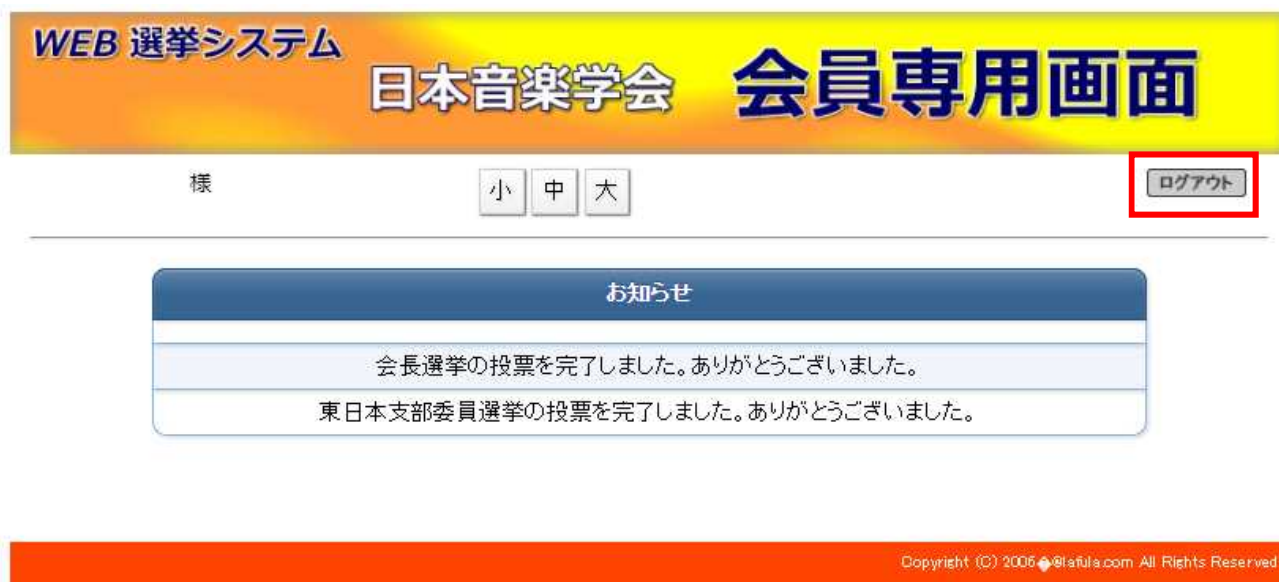 WEB 選挙システム
日本音楽学会 会員専用画面
様 小 中 大 ログアウト
お知らせ
会長選挙の投票を完了しました。ありがとうございました。
東日本支部委員選挙の投票を完了しました。ありがとうございました。
Copyright (C) 2006�@lafula.com All Rights Reserved